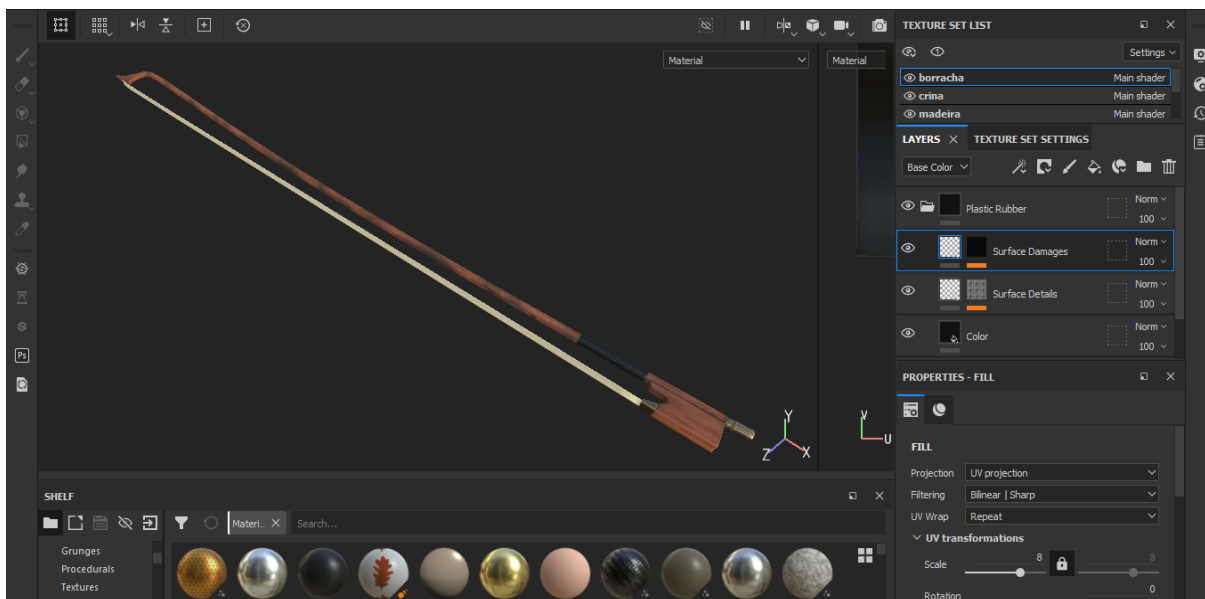 Material
Material
Y
X
Z
V
U
Ps
SHELF
Materi..
Search...
Grunges
Procedurals
Textures
TEXTURE SET LIST
Settings
borracha Main shader
crina Main shader
madeira Main shader
LAYERS TEXTURE SET SETTINGS
Base Color
Plastic Rubber Norm
100
Surface Damages Norm
100
Surface Details Norm
100
Color Norm
100
PROPERTIES - FILL
FILL
Projection UV projection
Filtering Bilinear | Sharp
UV Wrap Repeat
UV transformations
Scale 8 8
Rotation 0